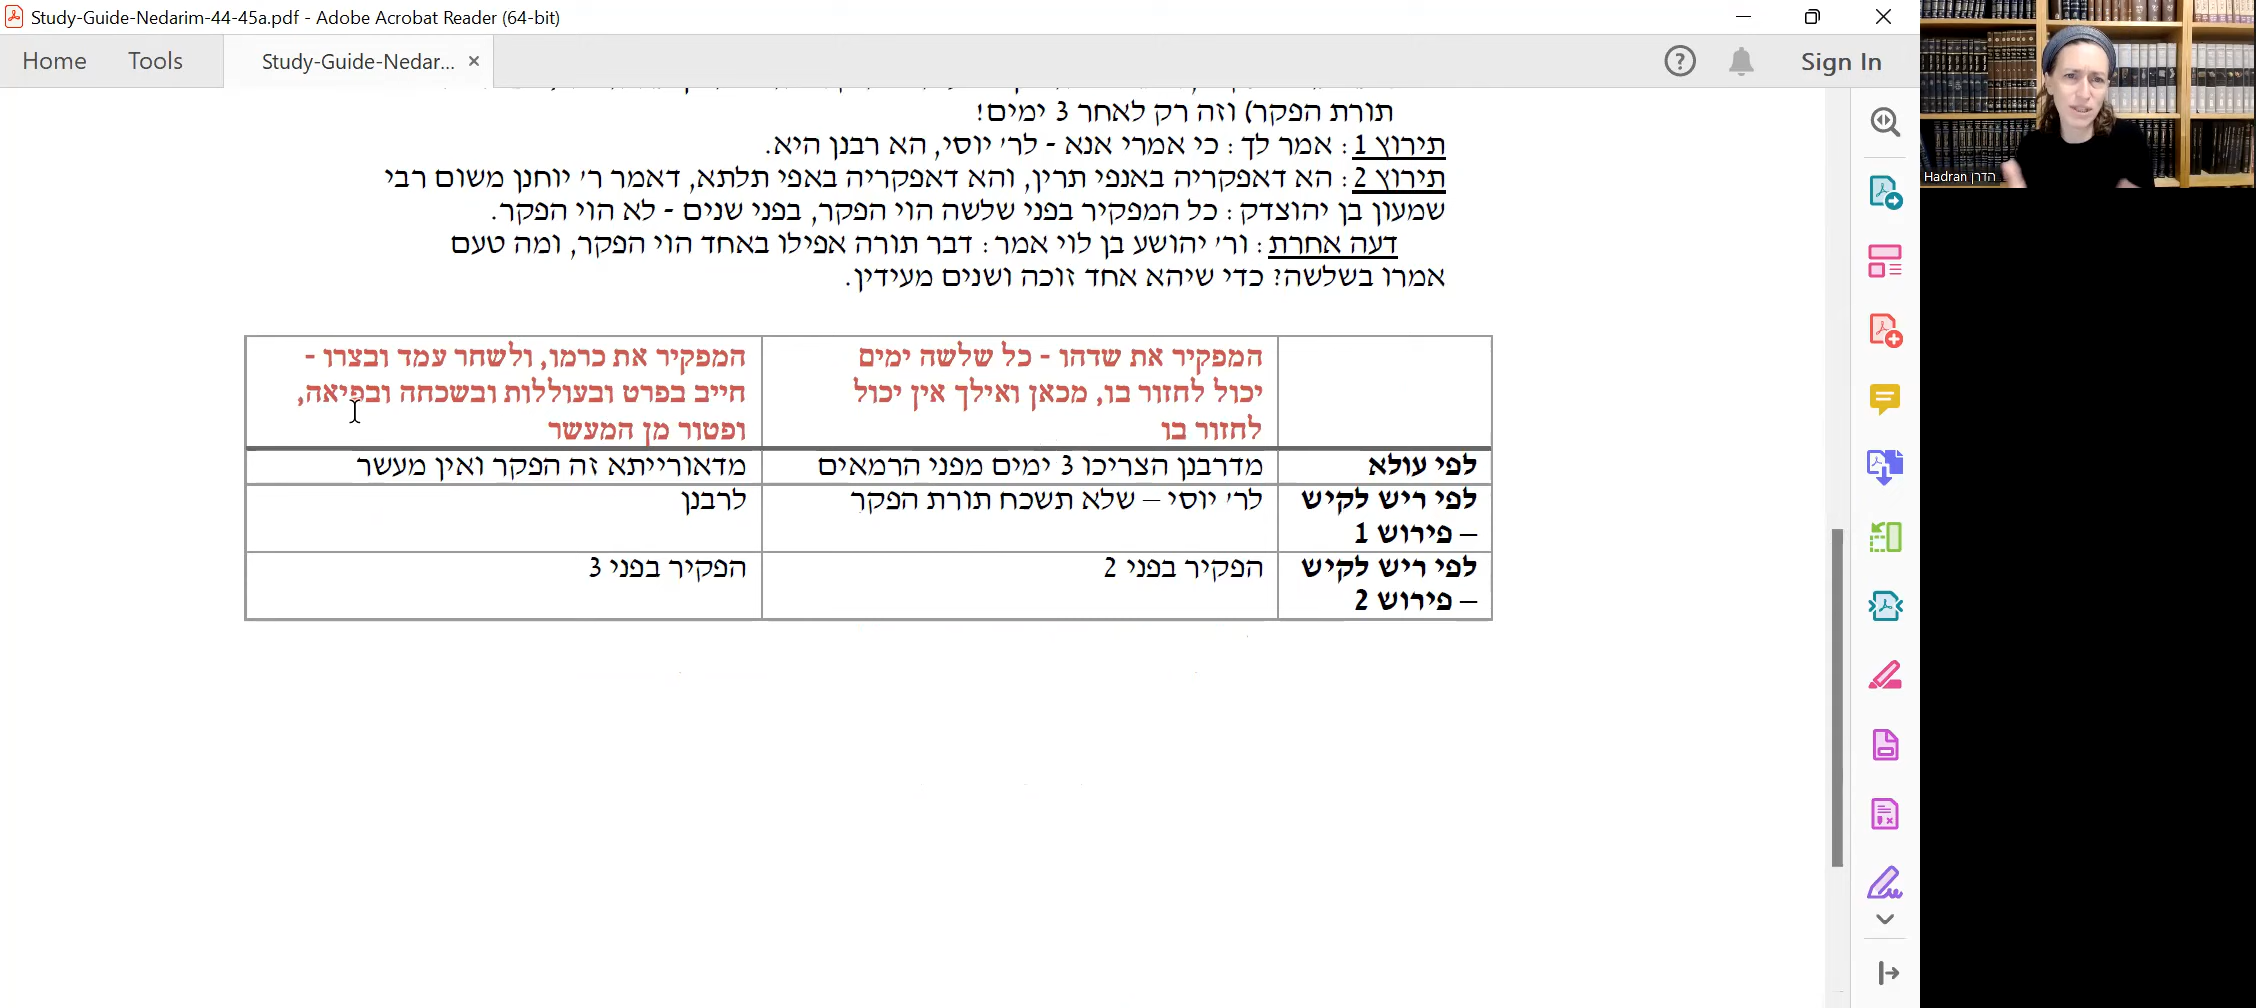 Study-Guide-Nedarim-44-45a.pdf - Adobe Acrobat Reader (64-bit)
Home Tools Study-Guide-Nedar... Sign In
תורת הפקר) וזה רק לאחר 3 ימים!
תירוץ 1: אמר לך: כי אמרי אנא - לר׳ יוסי, הא רבנן היא.
תירוץ 2: הא דאפקריה באנפי תרין, והא דאפקריה באפי תלתא, דאמר ר׳ יוחנן משום רבי
שמעון בן יהוצדק: כל המפקיר בפני שלשה הוי הפקר, בפני שנים - לא הוי הפקר.
דעה אחרת: ור׳ יהושע בן לוי אמר: דבר תורה אפילו באחד הוי הפקר, ומה טעם
אמרו בשלשה? כדי שיהא אחד זוכה ושנים מעידין.
המפקיר את שדהו - כל שלשה ימים
יכול לחזור בו, מכאן ואילך אין יכול
לחזור בו
המפקיר את כרמו, ולשחר עמד ובצרו -
חייב בפרט ובעוללות ובשכחה ובפיאה,
ופטור מן המעשר
לפי עולא
מדרבנן הצריכו 3 ימים מפני הרמאים
מדאורייתא זה הפקר ואין מעשר
לפי ריש לקיש
– פירוש 1
לר׳ יוסי – שלא תשכח תורת הפקר
לרבנן
לפי ריש לקיש
– פירוש 2
הפקיר בפני 2
הפקיר בפני 3
Hadran הדרן